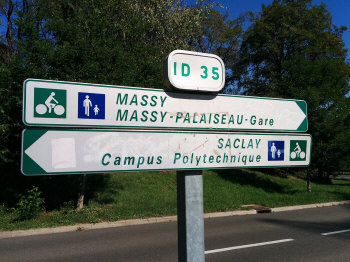 ID 35
MASSY
MASSY-PALAISEAU-Gare
SACLAY
Campus Polytechnique